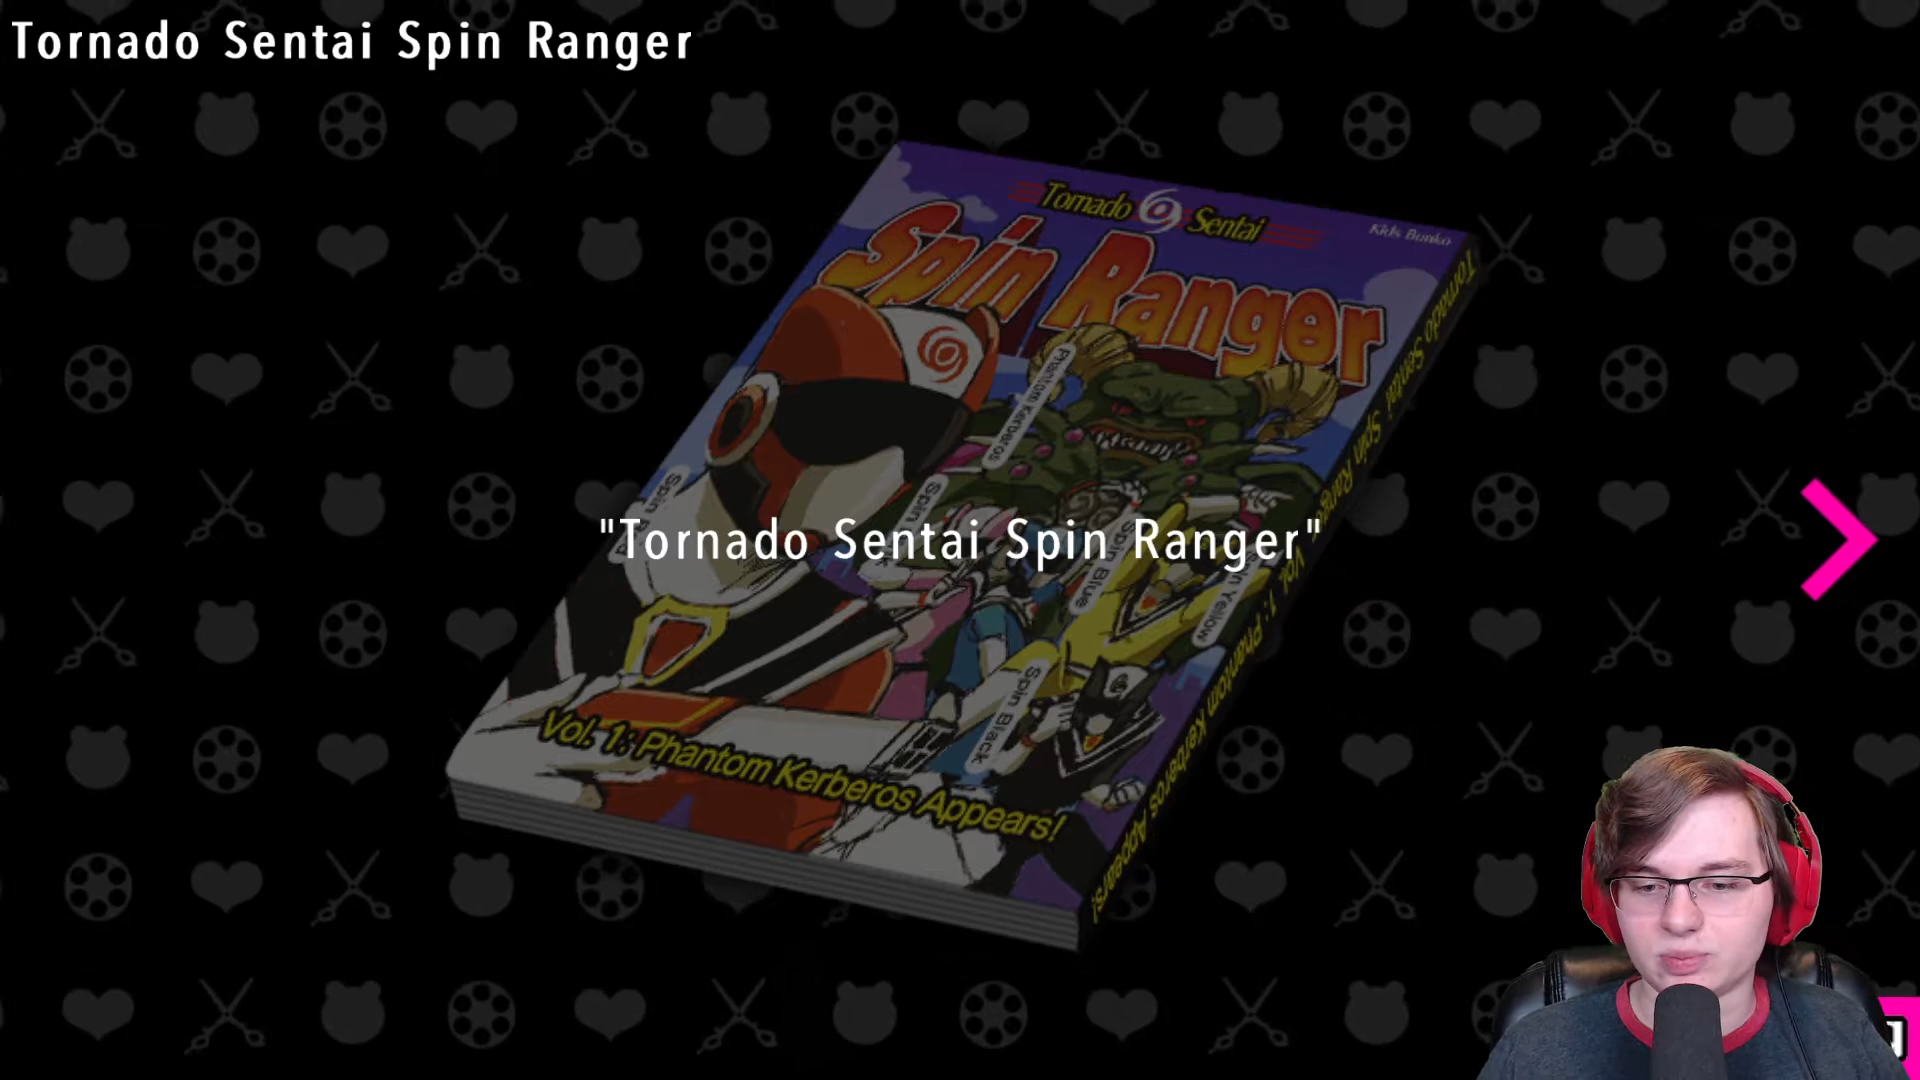 Tornado Sentai Spin Ranger
Tornado Sentai
Kids Bunko
Spin Ranger
Phantom Kerberos
Spin
Spin
"Tornado Sentai Spin Ranger"
Spin Blue
Spin Yellow
Spin Black
Vol. 1: Phantom Kerberos Appears!
Tornado Sentai Spin Ranger Vol. 1: Phantom Kerberos Appears!